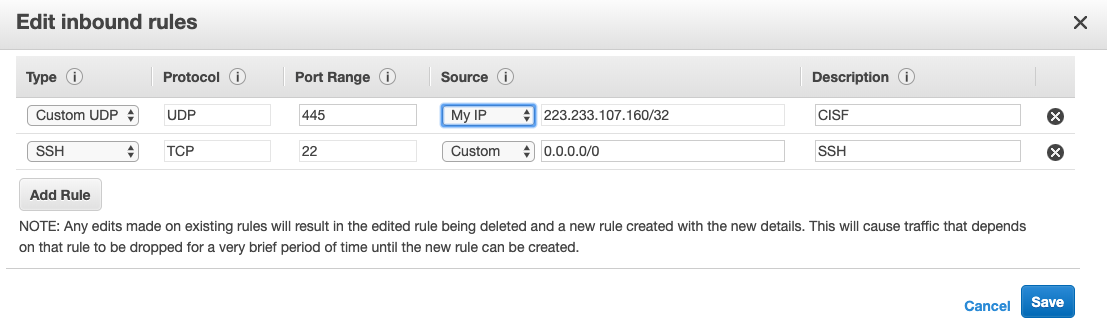 Edit inbound rules
Type Protocol Port Range Source Description
Custom UDP UDP 445 My IP 223.233.107.160/32 CISF
SSH TCP 22 Custom 0.0.0.0/0 SSH
Add Rule
NOTE: Any edits made on existing rules will result in the edited rule being deleted and a new rule created with the new details. This will cause traffic that depends
on that rule to be dropped for a very brief period of time until the new rule can be created.
Cancel Save